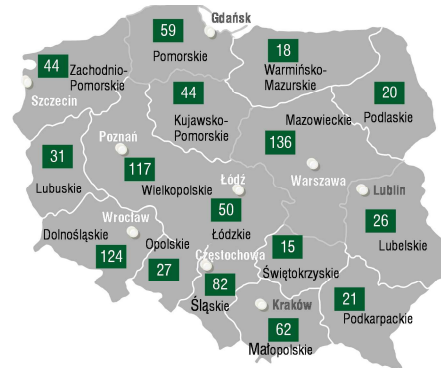 Gdańsk
59
Pomorskie
18
Warmińsko-
Mazurskie
44
Zachodnio-
Pomorskie
Szczecin
44
Kujawsko-
Pomorskie
20
Podlaskie
Mazowieckie
136
Warszawa
Poznań
117
Wielkopolskie
31
Lubuskie
Łódź
50
Łódzkie
Lublin
26
Lubelskie
Wrocław
Dolnośląskie
124
Opolskie
27
Częstochowa
82
Śląskie
15
Świętokrzyskie
Kraków
62
Małopolskie
21
Podkarpackie